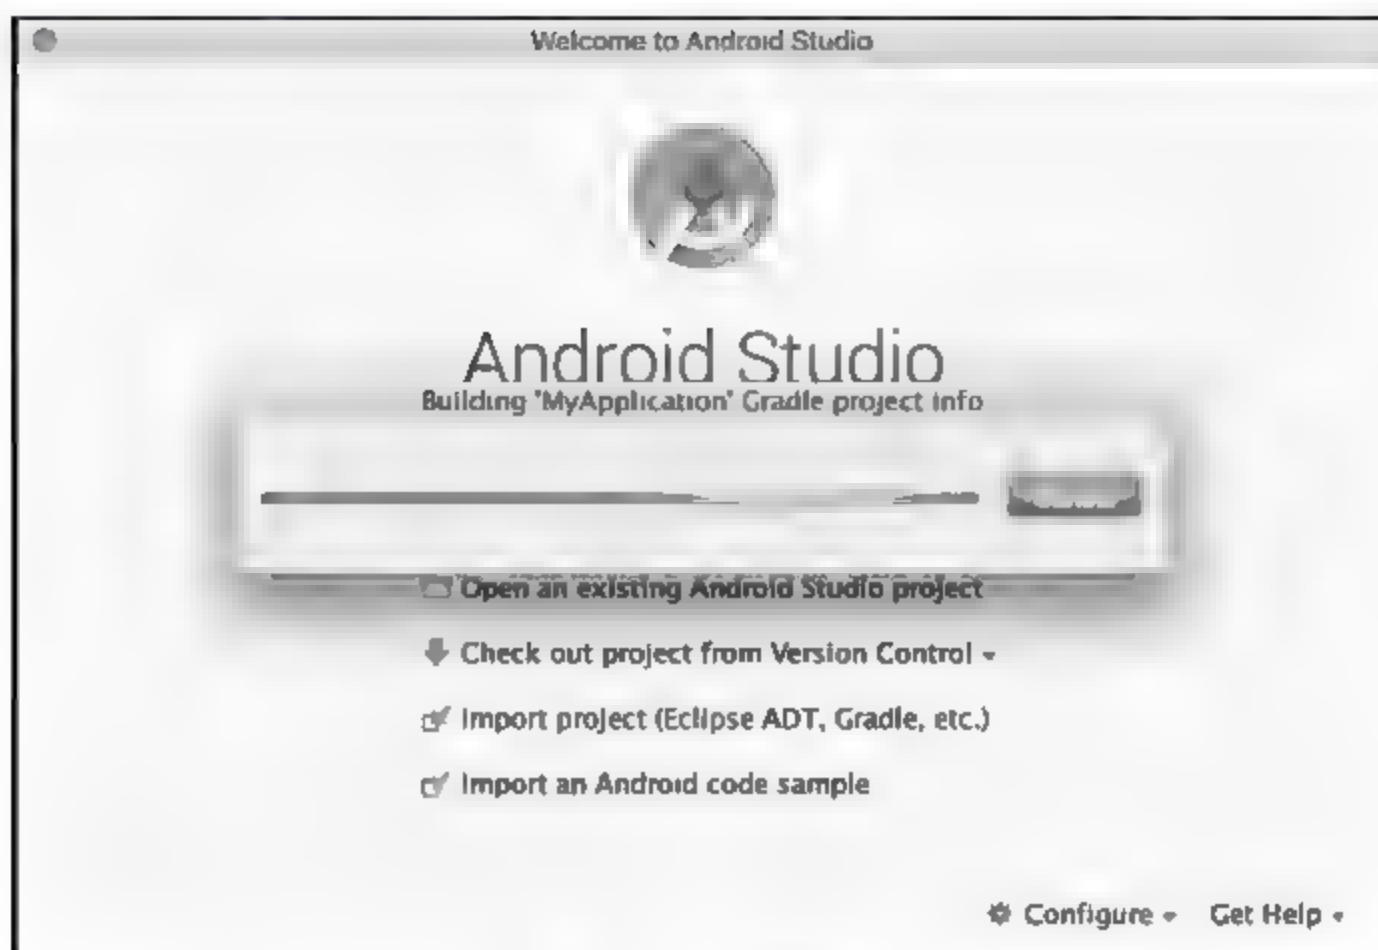 Welcome to Android Studio
Android Studio
Building 'MyApplication' Gradle project info
Open an existing Android Studio project
Check out project from Version Control
Import project (Eclipse ADT, Gradle, etc.)
Import an Android code sample
Configure Get Help